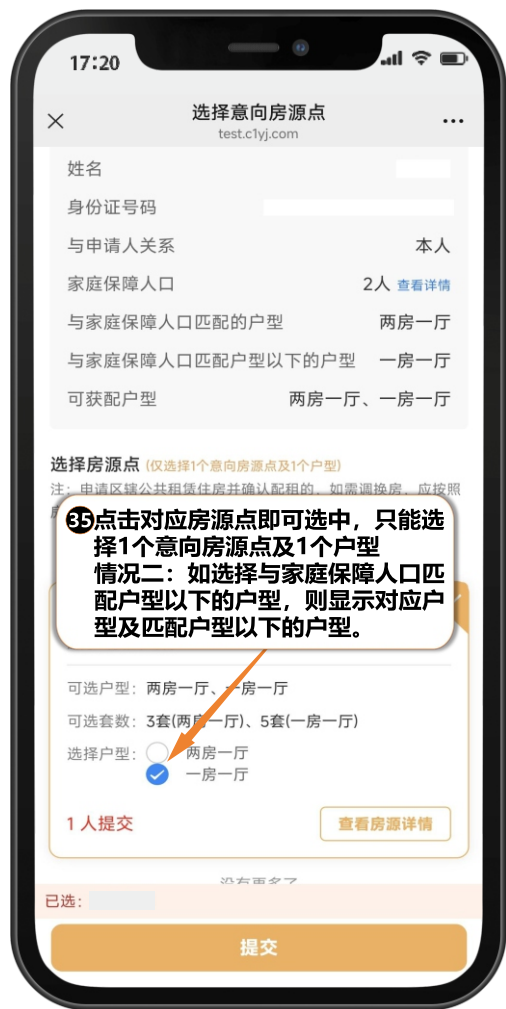 17:20
选择意向房源点
test.c1yj.com
姓名
身份证号码
与申请人关系 本人
家庭保障人口 2人 查看详情
与家庭保障人口匹配的户型 两房一厅
与家庭保障人口匹配户型以下的户型 一房一厅
可获配户型 两房一厅、一房一厅
选择房源点 (仅选择1个意向房源点及1个户型)
注：申请区辖公共租赁住房并确认配租的，如需调换房，应按照
35 点击对应房源点即可选中，只能选
择1个意向房源点及1个户型
情况二：如选择与家庭保障人口匹
配户型以下的户型，则显示对应户
型及匹配户型以下的户型。
可选户型：两房一厅、一房一厅
可选套数：3套(两房一厅)、5套(一房一厅)
选择户型： 两房一厅
一房一厅
1 人提交 查看房源详情
没有更多了
已选：
提交